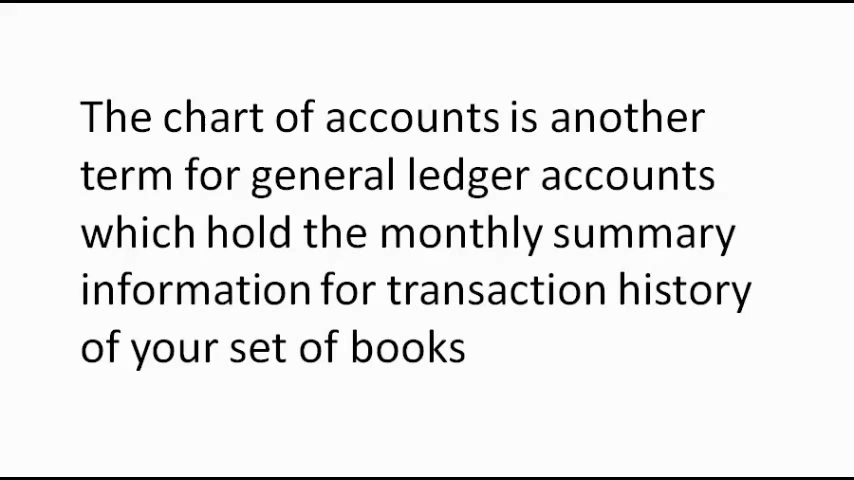 The chart of accounts is another
term for general ledger accounts
which hold the monthly summary
information for transaction history
of your set of books